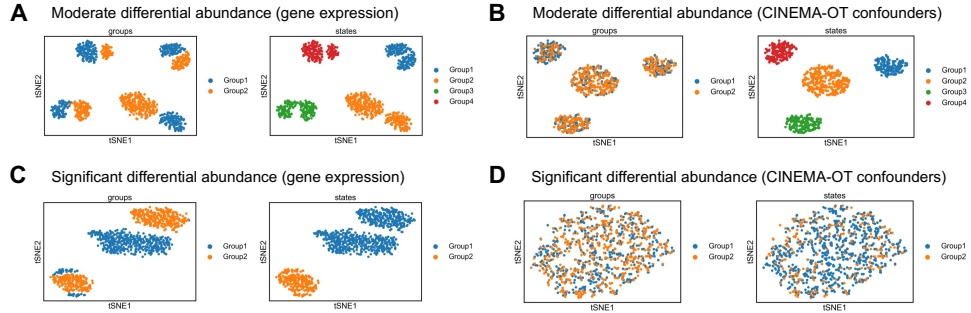 A Moderate differential abundance (gene expression)
groups
tSNE2
tSNE1
Group1
Group2
states
tSNE1
Group1
Group2
Group3
Group4
B Moderate differential abundance (CINEMA-OT confounders)
groups
tSNE2
tSNE1
Group1
Group2
states
tSNE2
tSNE1
Group1
Group2
Group3
Group4
C Significant differential abundance (gene expression)
groups
tSNE2
tSNE1
Group1
Group2
states
tSNE2
tSNE1
Group1
Group2
D Significant differential abundance (CINEMA-OT confounders)
groups
tSNE2
tSNE1
Group1
Group2
states
tSNE2
tSNE1
Group1
Group2